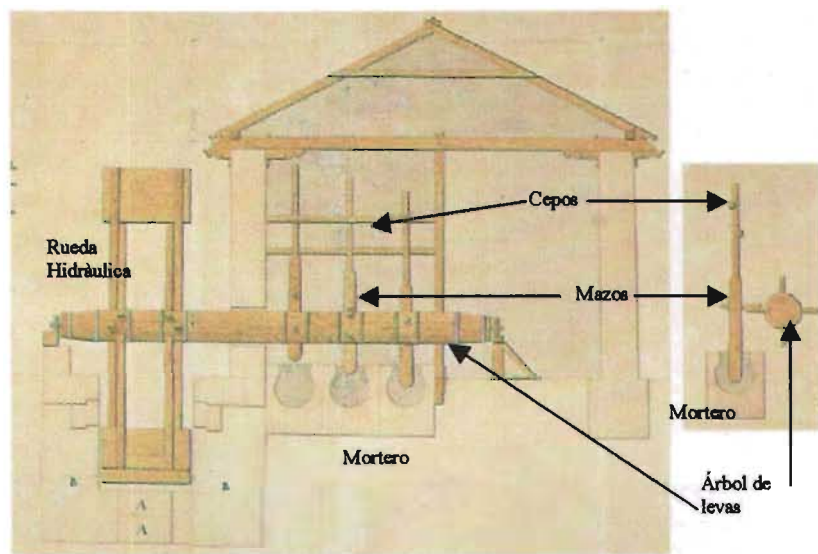 Cepos
Rueda
Hidràulica
Mazos
Mortero
Mortero
Árbol de
levas
B
B
A
A